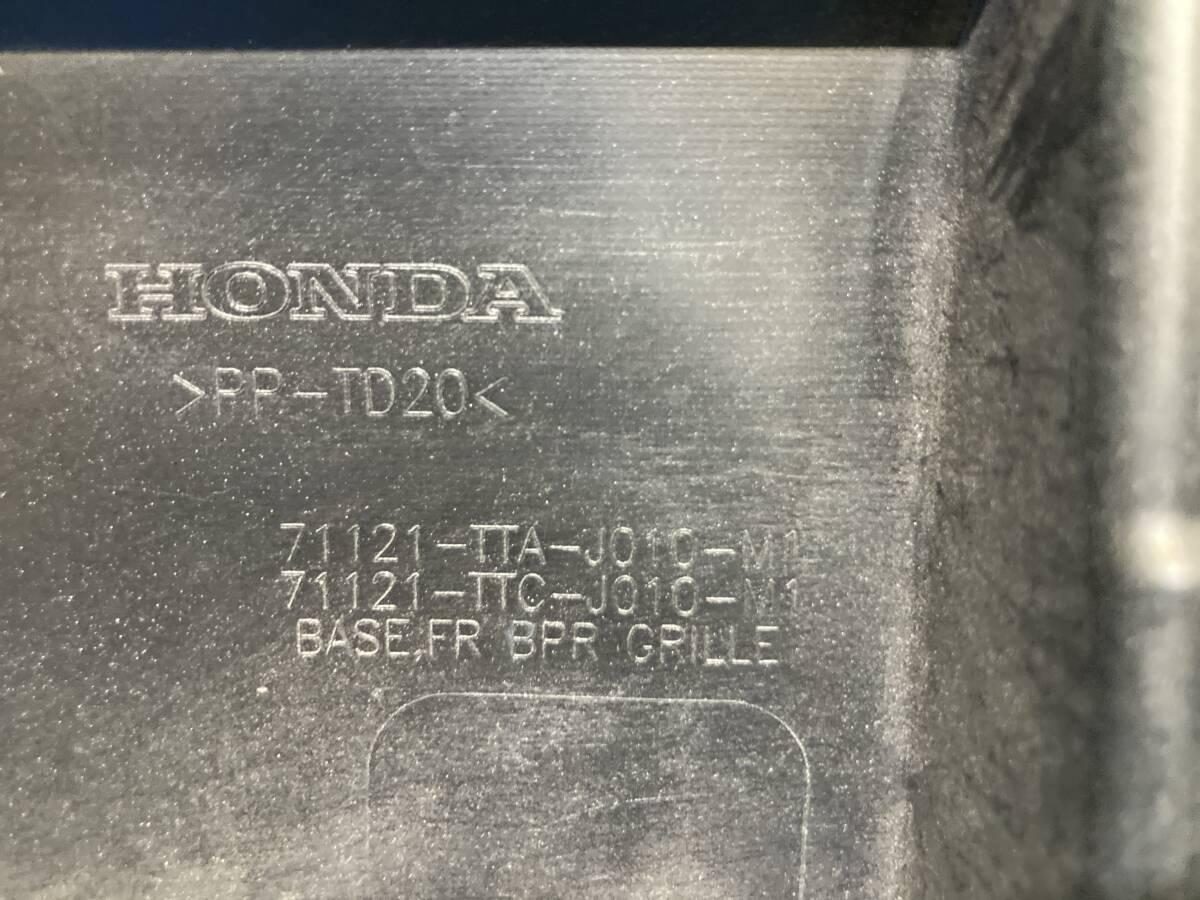 HONDA
>PP-TD20<
71121-TTA-J010-M1
71121-TTC-J010-M1
BASE,FR BPR GRILLE